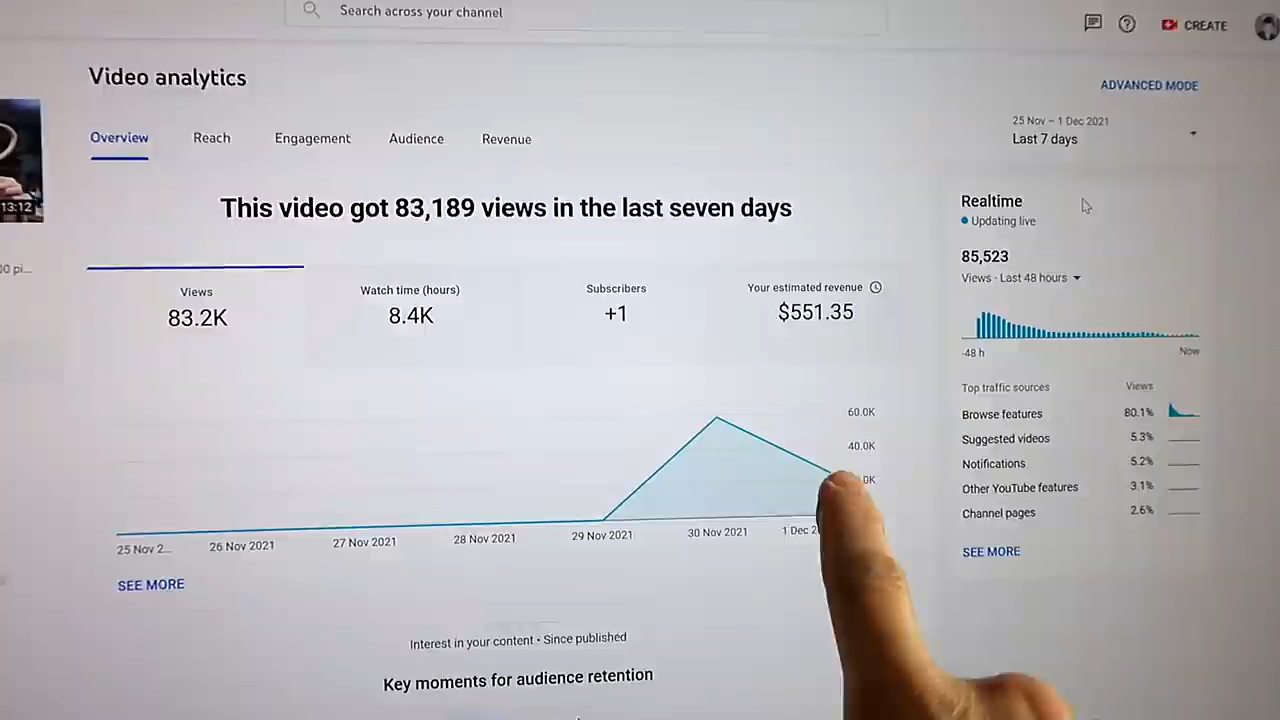 Search across your channel
CREATE
Video analytics
ADVANCED MODE
25 Nov – 1 Dec 2021
Last 7 days
Overview
Reach
Engagement
Audience
Revenue
13:12
This video got 83,189 views in the last seven days
Realtime
Updating live
85,523
Views · Last 48 hours
Views
83.2K
Watch time (hours)
8.4K
Subscribers
+1
Your estimated revenue
$551.35
-48 h
Now
Top traffic sources
Views
Browse features
80.1%
Suggested videos
5.3%
Notifications
5.2%
Other YouTube features
3.1%
Channel pages
2.6%
SEE MORE
60.0K
40.0K
25 Nov 2...
26 Nov 2021
27 Nov 2021
28 Nov 2021
29 Nov 2021
30 Nov 2021
1 Dec
SEE MORE
Interest in your content • Since published
Key moments for audience retention